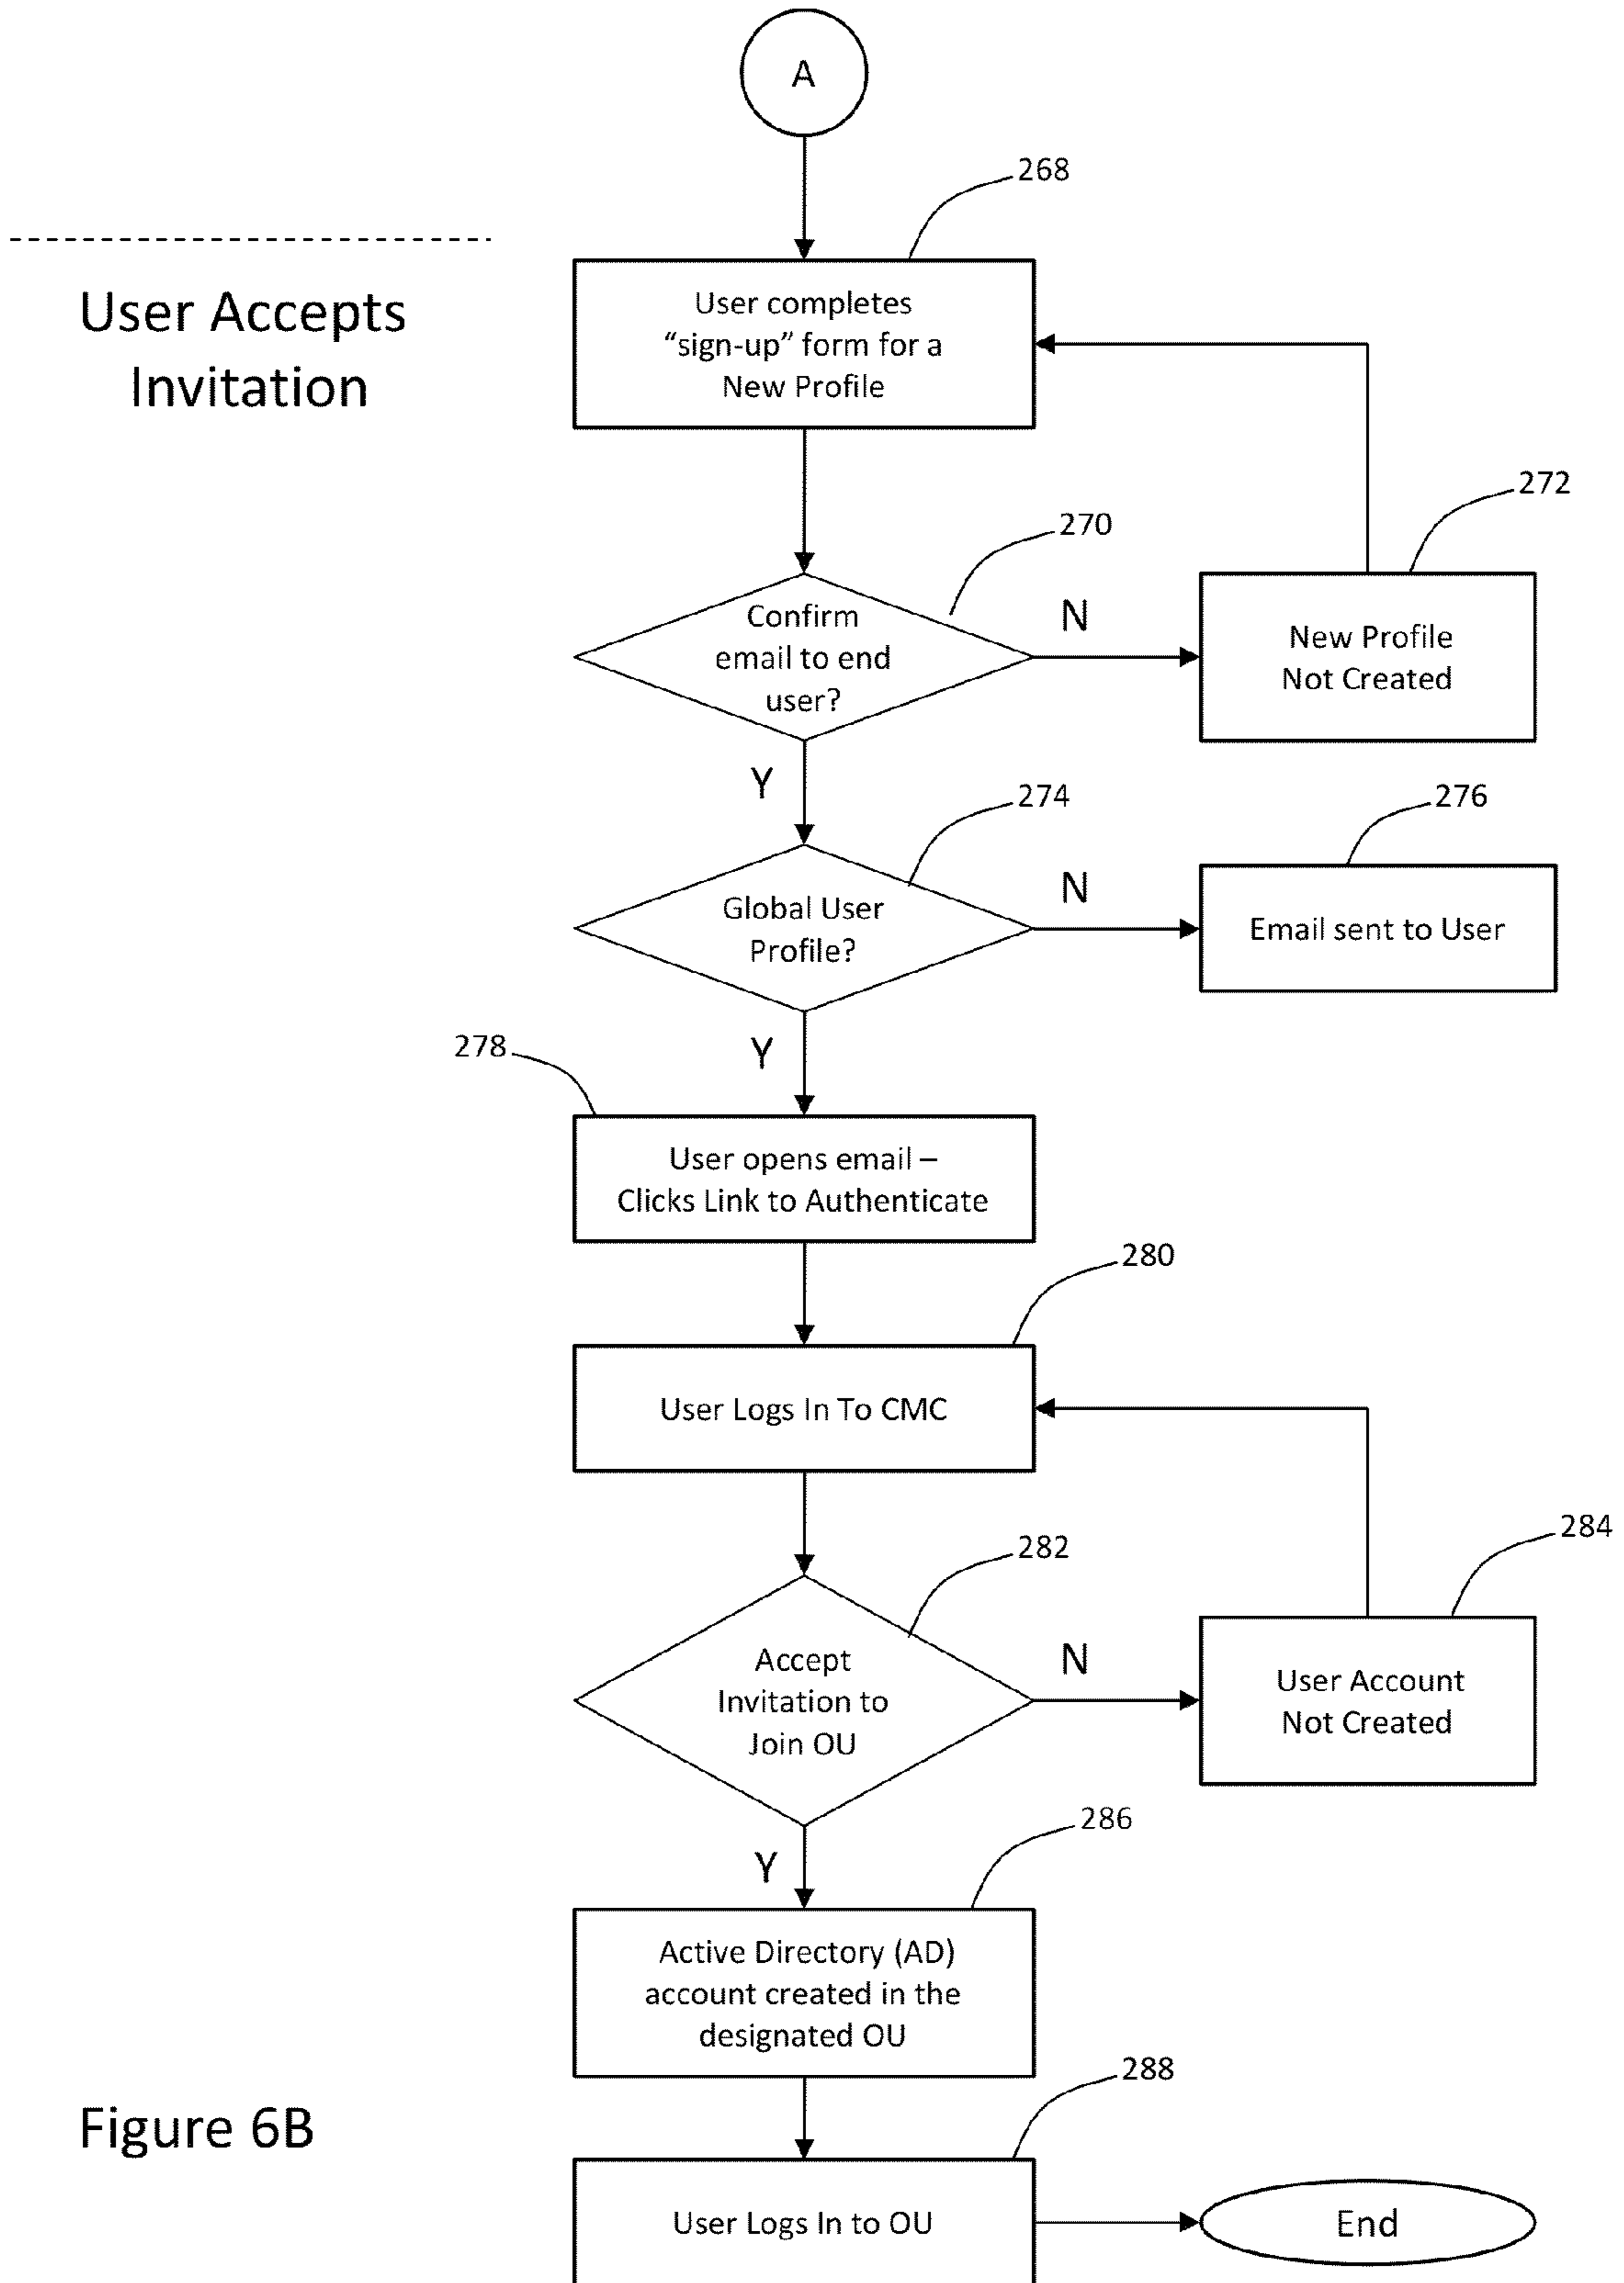 A
268
User Accepts
Invitation
User completes
“sign-up” form for a
New Profile
272
270
Confirm
email to end
user?
N
New Profile
Not Created
Y
274
276
Global User
Profile?
N
Email sent to User
278
Y
User opens email –
Clicks Link to Authenticate
280
User Logs In To CMC
282
284
Accept
Invitation to
Join OU
N
User Account
Not Created
286
Y
Active Directory (AD)
account created in the
designated OU
288
Figure 6B
User Logs In to OU
End